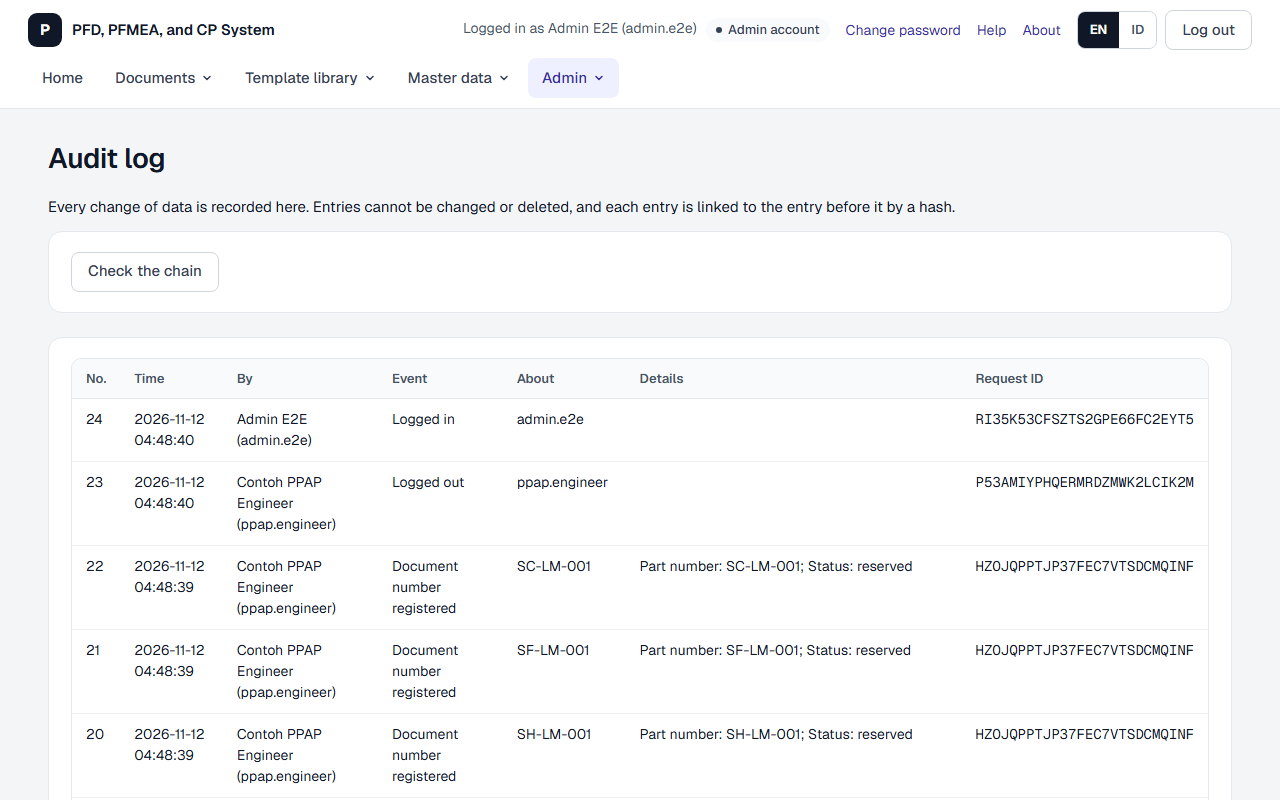 P PFD, PFMEA, and CP System Logged in as Admin E2E (admin.e2e) Admin account Change password Help About EN ID Log out
Home Documents Template library Master data Admin
Audit log
Every change of data is recorded here. Entries cannot be changed or deleted, and each entry is linked to the entry before it by a hash.
Check the chain
No. Time By Event About Details Request ID
24 2026-11-12 Admin E2E Logged in admin.e2e RI35K53CFSZTS2GPE66FC2EYT5
04:48:40 (admin.e2e)
23 2026-11-12 Contoh PPAP Logged out ppap.engineer P53AMIYPHQERMRDZMWK2LCIK2M
04:48:40 Engineer
(ppap.engineer)
22 2026-11-12 Contoh PPAP Document SC-LM-001 Part number: SC-LM-001; Status: reserved HZOJQPPTJP37FEC7VTSDCMQINF
04:48:39 Engineer number
(ppap.engineer) registered
21 2026-11-12 Contoh PPAP Document SF-LM-001 Part number: SF-LM-001; Status: reserved HZOJQPPTJP37FEC7VTSDCMQINF
04:48:39 Engineer number
(ppap.engineer) registered
20 2026-11-12 Contoh PPAP Document SH-LM-001 Part number: SH-LM-001; Status: reserved HZOJQPPTJP37FEC7VTSDCMQINF
04:48:39 Engineer number
(ppap.engineer) registered